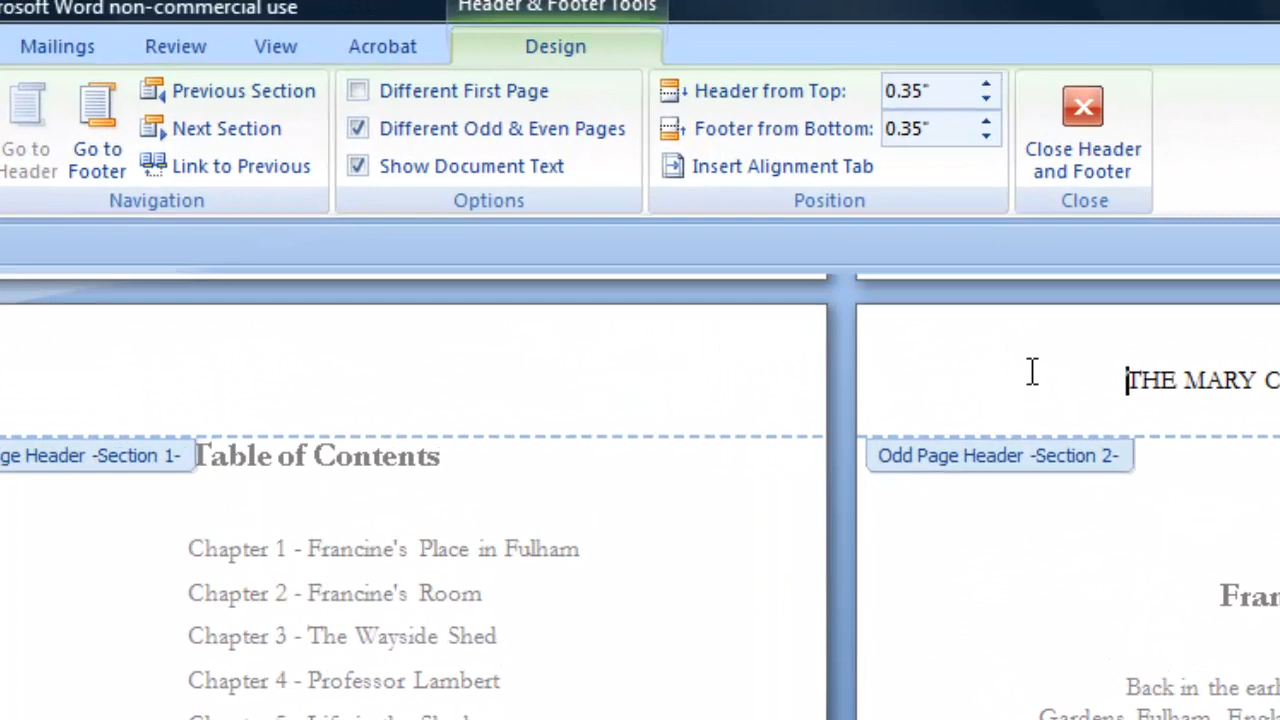 rosoft Word non-commercial use
Header & Footer Tools
Mailings Review View Acrobat Design
Go to Header
Go to Footer
Previous Section
Next Section
Link to Previous
Navigation
Different First Page
Different Odd & Even Pages
Show Document Text
Options
Header from Top: 0.35"
Footer from Bottom: 0.35"
Insert Alignment Tab
Position
Close Header and Footer
Close
THE MARY C
ge Header -Section 1-
Table of Contents
Odd Page Header -Section 2-
Chapter 1 - Francine's Place in Fulham
Chapter 2 - Francine's Room
Chapter 3 - The Wayside Shed
Chapter 4 - Professor Lambert
Fran
Back in the earl
Gardens Fulham